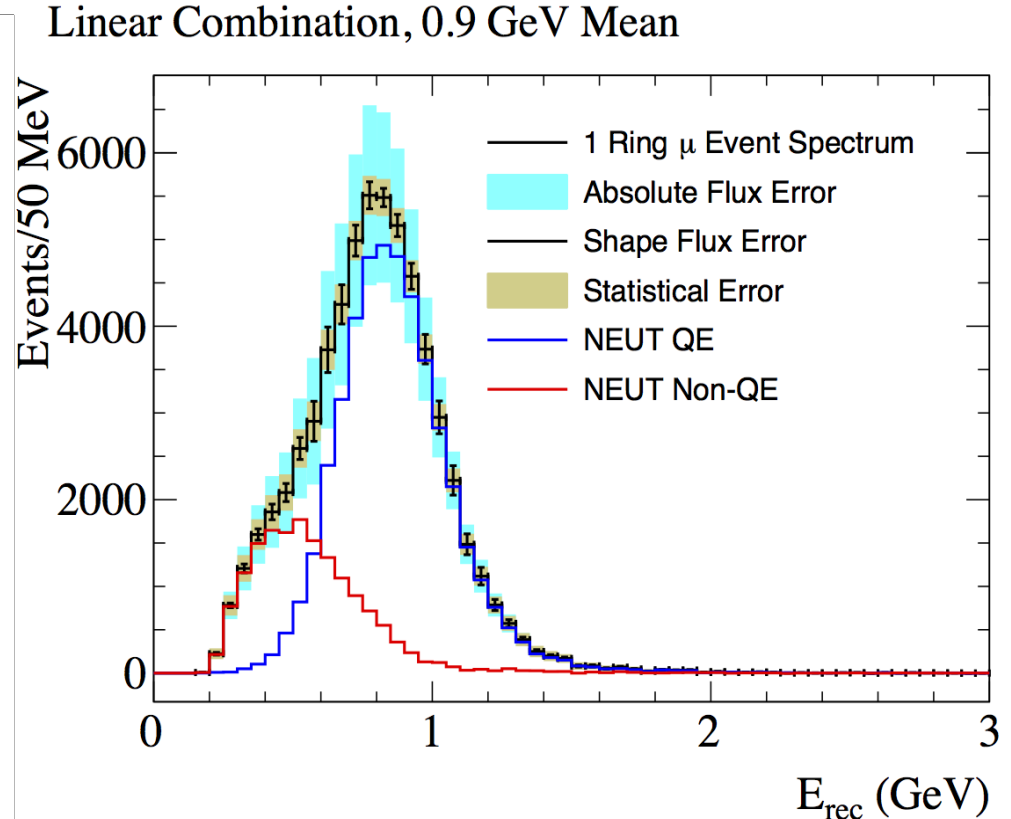 Linear Combination, 0.9 GeV Mean
Events/50 MeV
6000
4000
2000
0
1 Ring μ Event Spectrum
Absolute Flux Error
Shape Flux Error
Statistical Error
NEUT QE
NEUT Non-QE
0 1 2 3
E_rec (GeV)